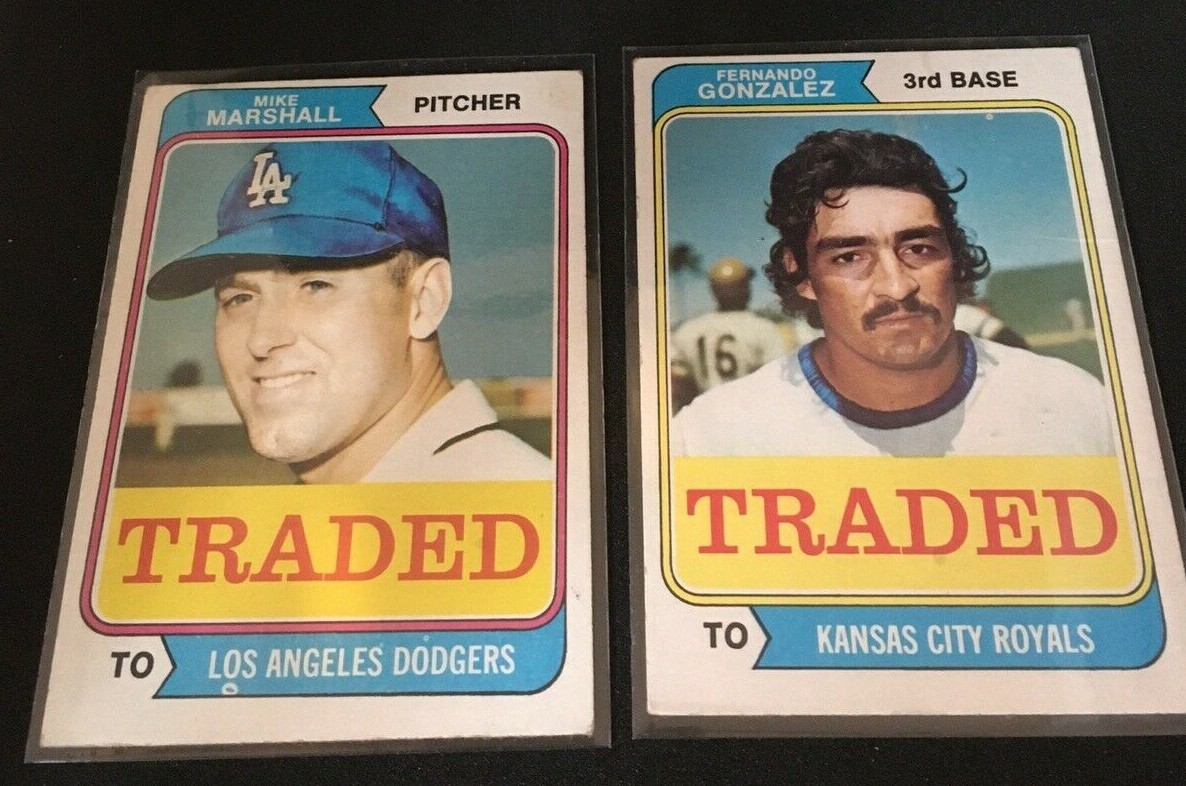 MIKE
MARSHALL
PITCHER
LA
TRADED
TO
LOS ANGELES DODGERS
FERNANDO
GONZALEZ
3rd BASE
16
TRADED
TO
KANSAS CITY ROYALS